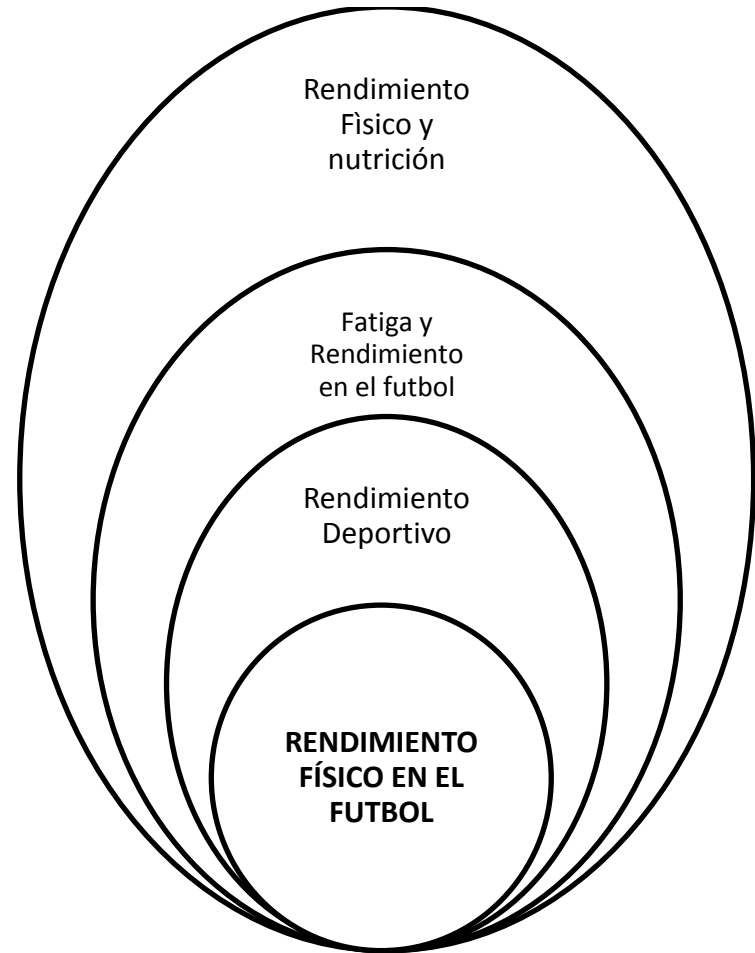 Rendimiento
Fìsico y
nutrición
Fatiga y
Rendimiento
en el futbol
Rendimiento
Deportivo
RENDIMIENTO
FÍSICO EN EL
FUTBOL